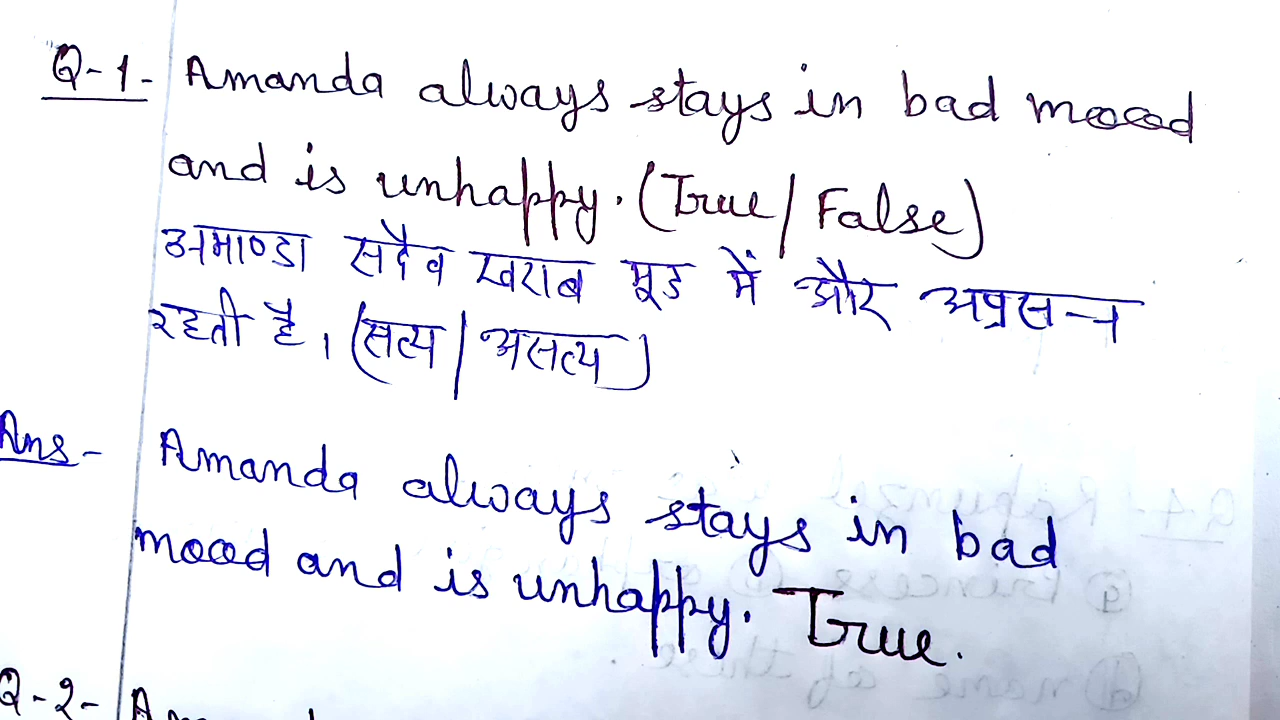 Q-1- Amanda always stays in bad mood
and is unhappy. (True/False)
अमाण्डा सदैव खराब मूड में और अप्रसन्न
रहती है। (सत्य/असत्य)
Ans- Amanda always stays in bad
mood and is unhappy. True.
Q-2-